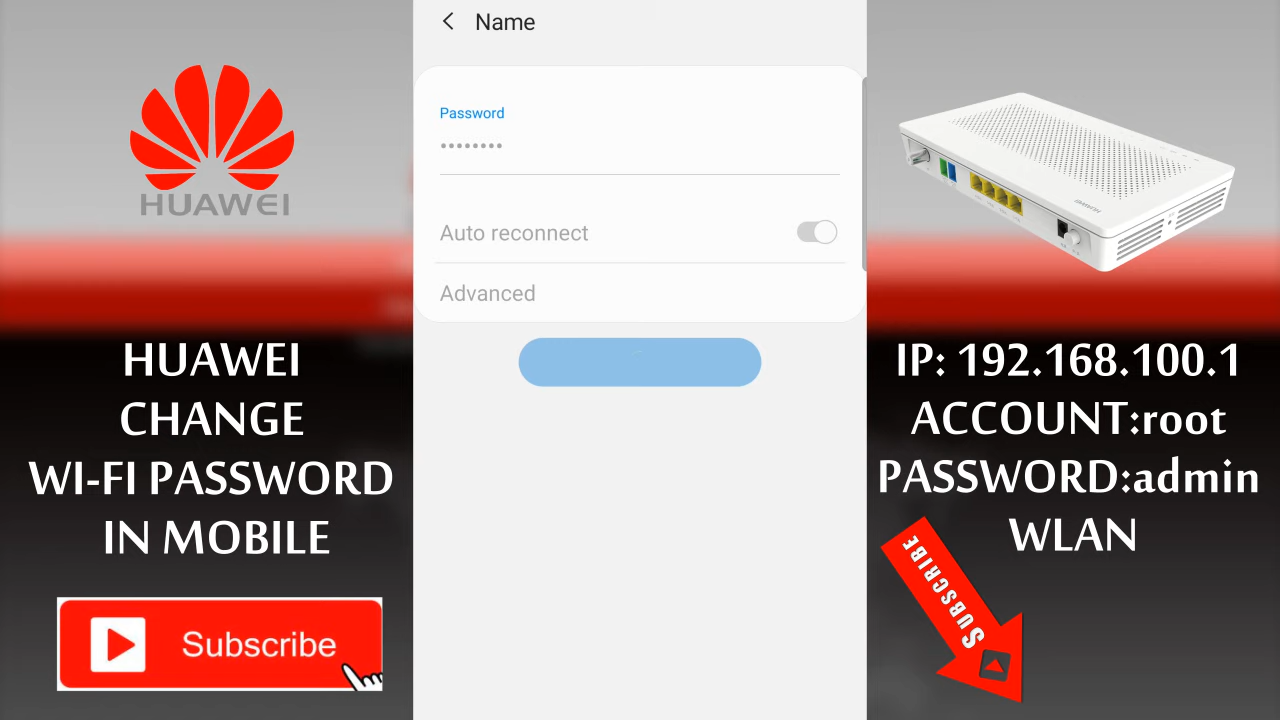 HUAWEI
HUAWEI
CHANGE
WI-FI PASSWORD
IN MOBILE
Subscribe
Name
Password
••••••••
Auto reconnect
Advanced
HUAWEI
IP: 192.168.100.1
ACCOUNT:root
PASSWORD:admin
WLAN
SUBSCRIBE